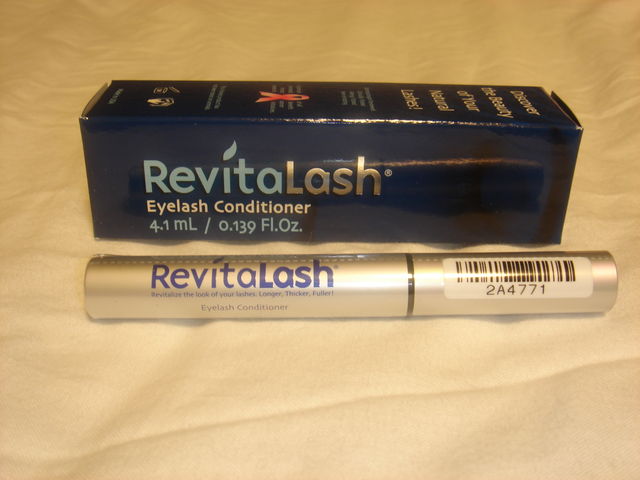 Discover
the Beauty
of Your
Natural
Lashes!
RevitaLash®
Eyelash Conditioner
4.1 mL / 0.139 Fl.Oz.
RevitaLash®
Revitalize the look of your lashes. Longer, Thicker, Fuller!
Eyelash Conditioner
2A4771